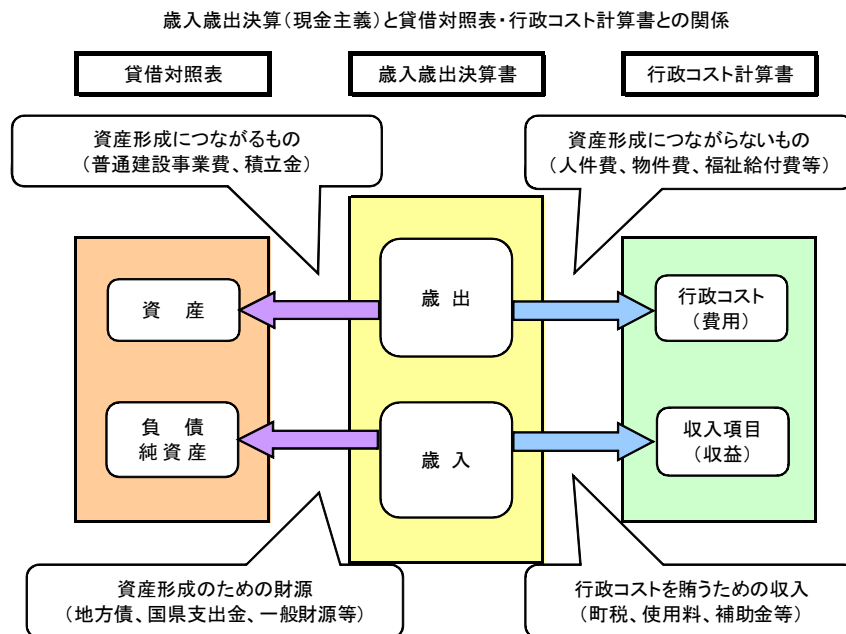 歳入歳出決算(現金主義)と貸借対照表・行政コスト計算書との関係
貸借対照表
歳入歳出決算書
行政コスト計算書
資産形成につながるもの
(普通建設事業費、積立金)
資産形成につながらないもの
(人件費、物件費、福祉給付費等)
資 産
歳 出
行政コスト
(費用)
負 債
純 資 産
歳 入
収入項目
(収益)
資産形成のための財源
(地方債、国県支出金、一般財源等)
行政コストを賄うための収入
(町税、使用料、補助金等)